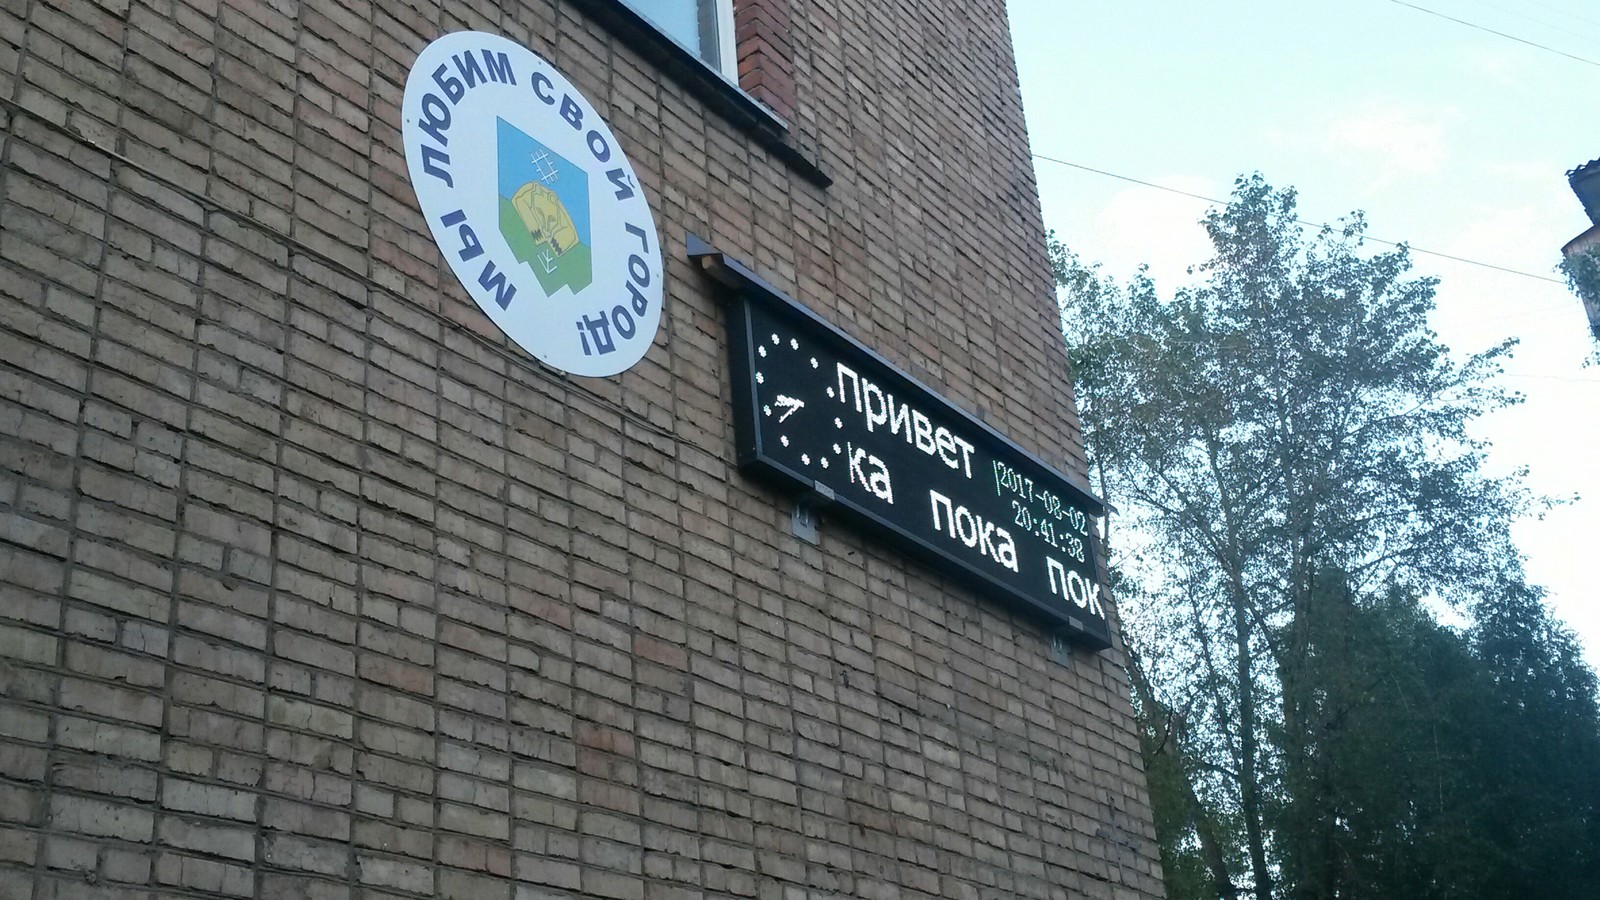 МЫ ЛЮБИМ СВОЙ ГОРОД!
привет
2017-08-02
20:41:38
ка пока пок